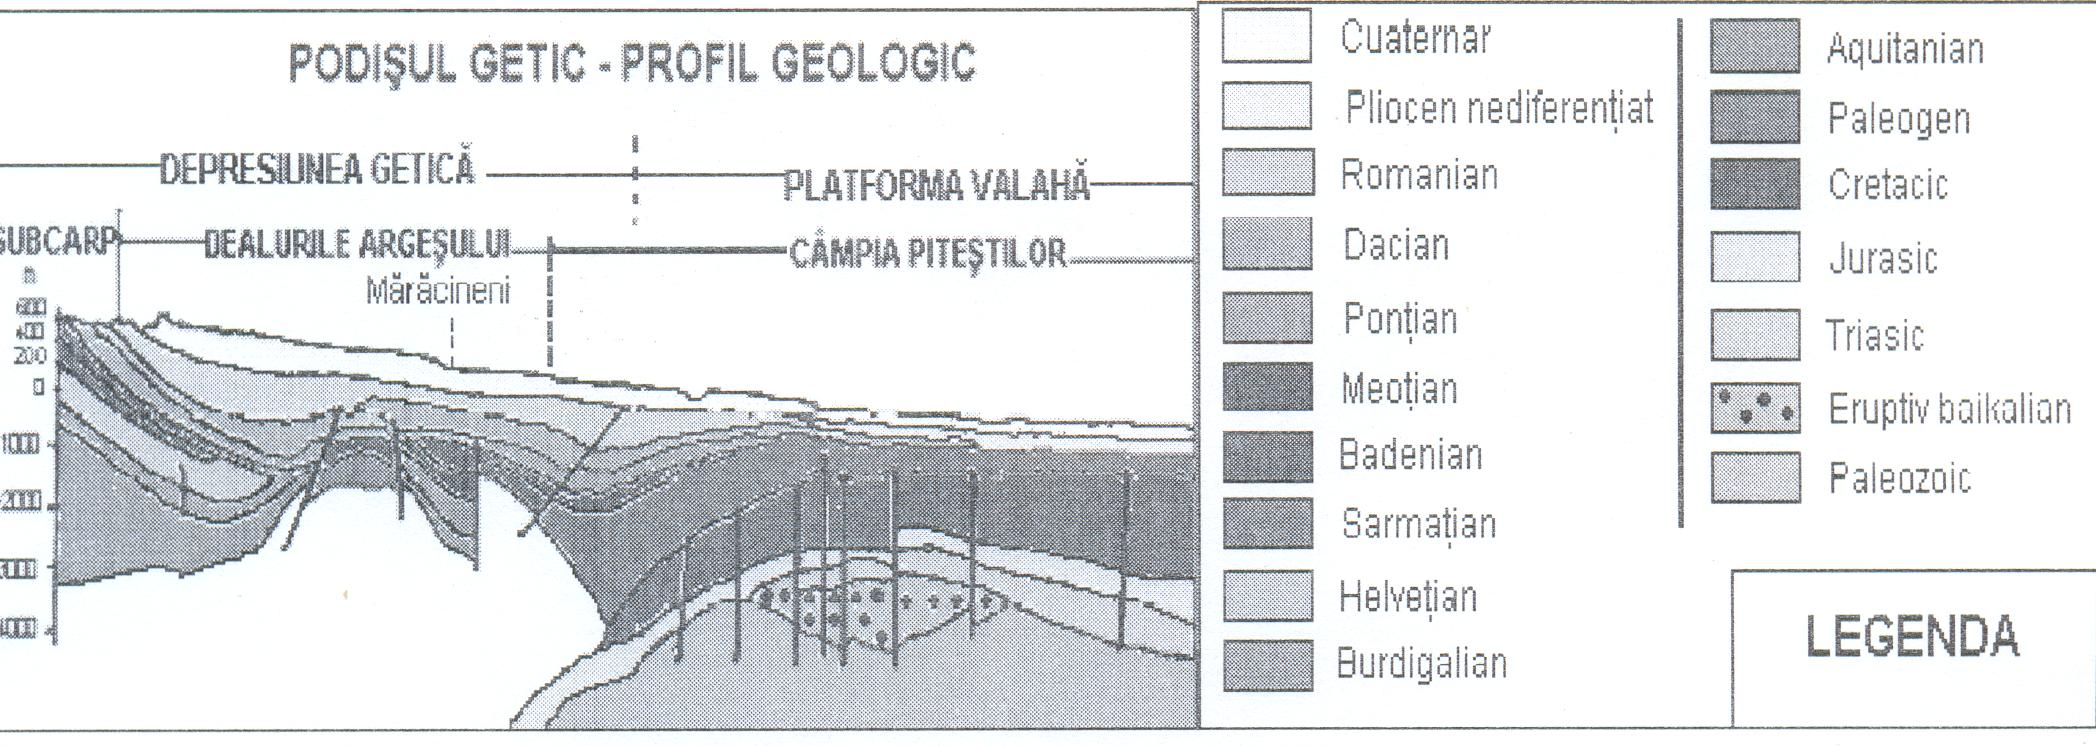 PODIŞUL GETIC - PROFIL GEOLOGIC
DEPRESIUNEA GETICĂ
PLATFORMA VALAHĂ
SUBCARP
DEALURILE ARGEŞULUI
CÂMPIA PITEŞTILOR
Mărăcineni
600
400
200
0
1000
2000
3000
4000
Cuaternar
Pliocen nediferenţiat
Romanian
Dacian
Ponţian
Meoţian
Badenian
Sarmaţian
Helveţian
Burdigalian
Aquitanian
Paleogen
Cretacic
Jurasic
Triasic
Eruptiv baikalian
Paleozoic
LEGENDA